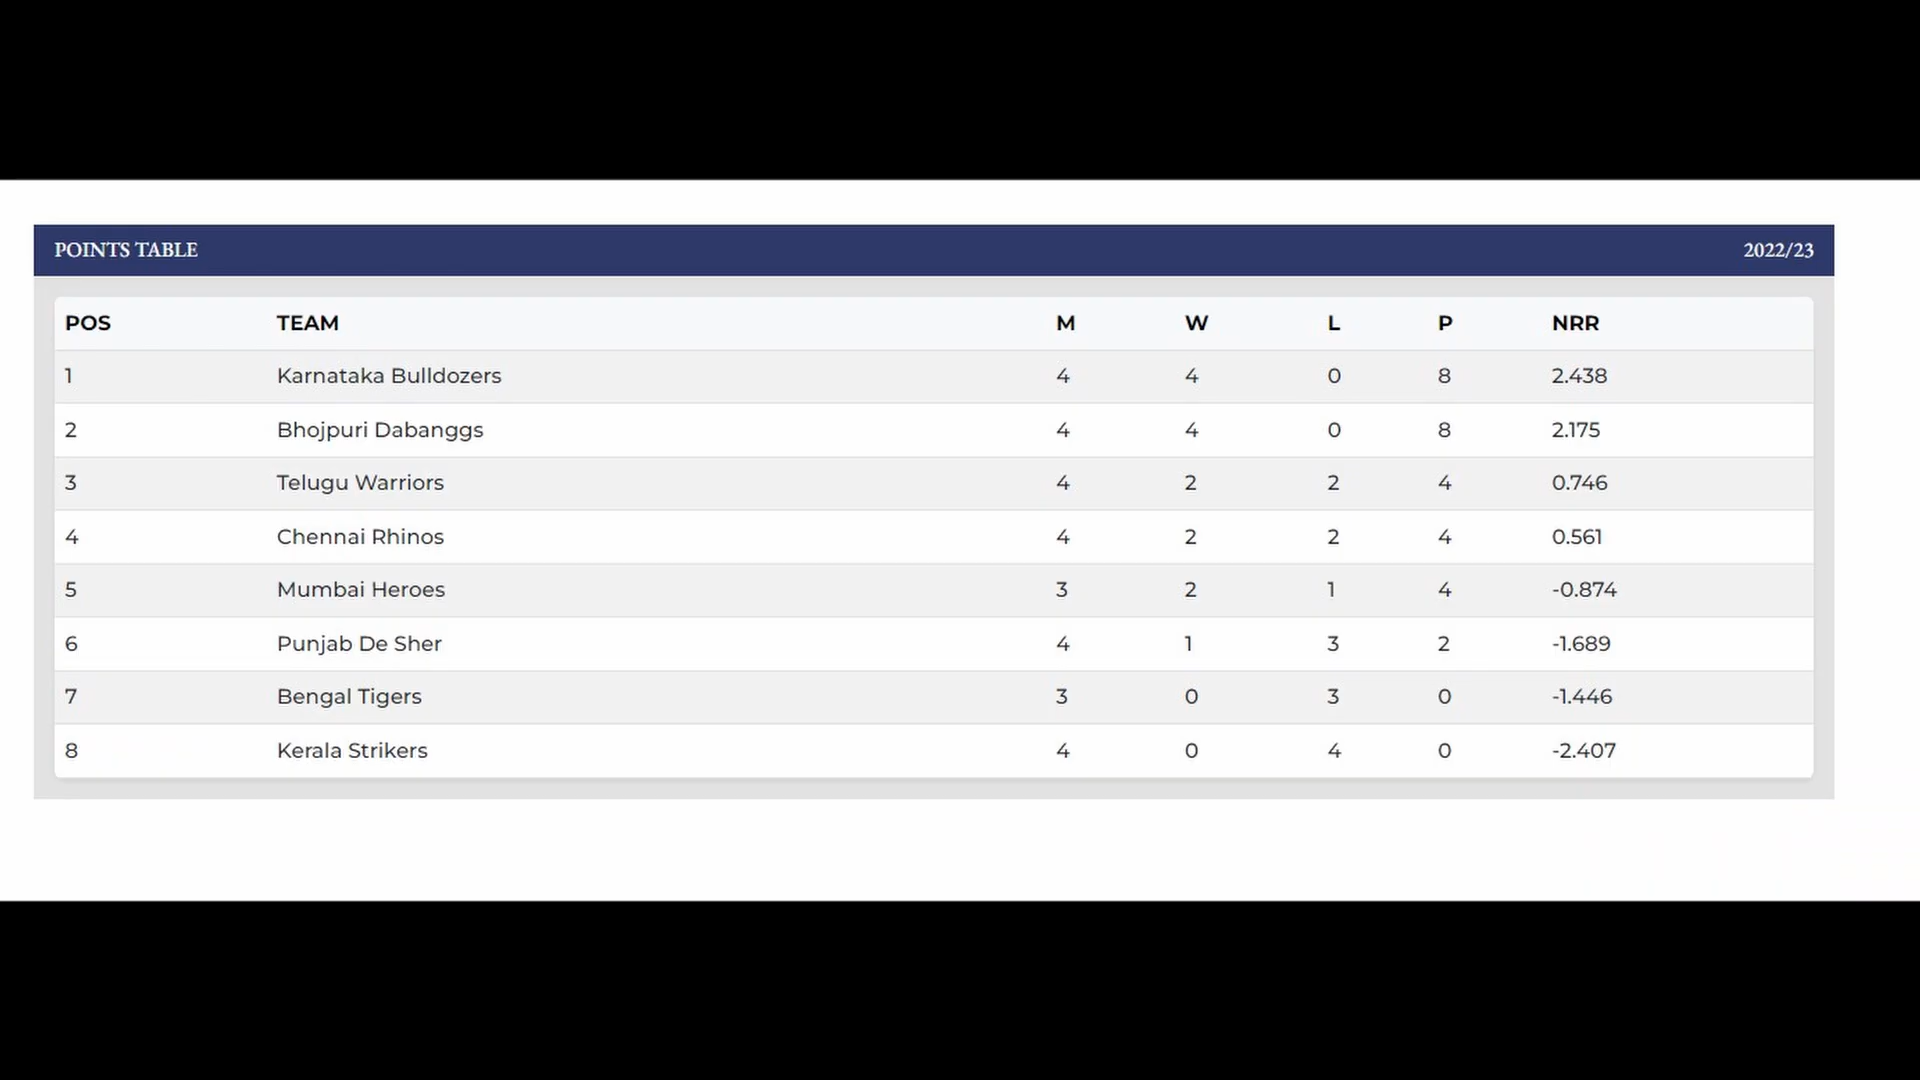 POINTS TABLE 2022/23
POS TEAM M W L P NRR
1 Karnataka Bulldozers 4 4 0 8 2.438
2 Bhojpuri Dabanggs 4 4 0 8 2.175
3 Telugu Warriors 4 2 2 4 0.746
4 Chennai Rhinos 4 2 2 4 0.561
5 Mumbai Heroes 3 2 1 4 -0.874
6 Punjab De Sher 4 1 3 2 -1.689
7 Bengal Tigers 3 0 3 0 -1.446
8 Kerala Strikers 4 0 4 0 -2.407